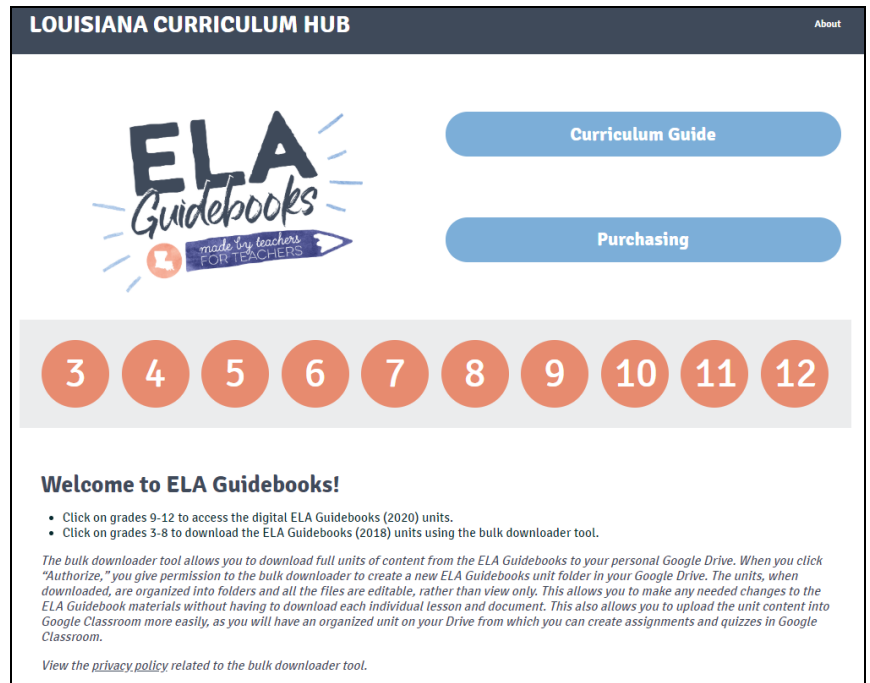 LOUISIANA CURRICULUM HUB
About
ELA
Guidebooks
made by teachers
FOR TEACHERS
Curriculum Guide
Purchasing
3 4 5 6 7 8 9 10 11 12
Welcome to ELA Guidebooks!
• Click on grades 9-12 to access the digital ELA Guidebooks (2020) units.
• Click on grades 3-8 to download the ELA Guidebooks (2018) units using the bulk downloader tool.
The bulk downloader tool allows you to download full units of content from the ELA Guidebooks to your personal Google Drive. When you click
“Authorize,” you give permission to the bulk downloader to create a new ELA Guidebooks unit folder in your Google Drive. The units, when
downloaded, are organized into folders and all the files are editable, rather than view only. This allows you to make any needed changes to the
ELA Guidebook materials without having to download each individual lesson and document. This also allows you to upload the unit content into
Google Classroom more easily, as you will have an organized unit on your Drive from which you can create assignments and quizzes in Google
Classroom.
View the privacy policy related to the bulk downloader tool.